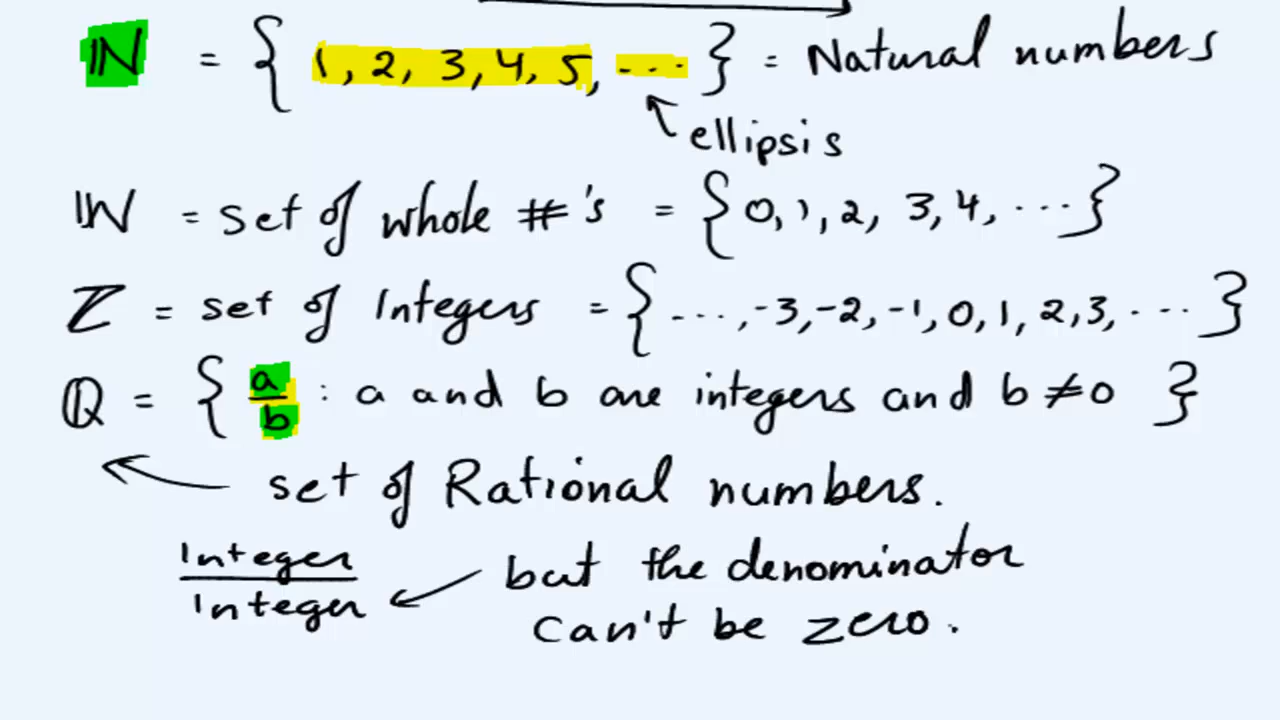 ℕ = { 1, 2, 3, 4, 5, ... } = Natural numbers
ellipsis
𝕎 = set of whole #'s = { 0, 1, 2, 3, 4, ... }
ℤ = set of Integers = { ..., -3, -2, -1, 0, 1, 2, 3, ... }
ℚ = { a/b : a and b are integers and b ≠ 0 }
set of Rational numbers.
Integer/Integer but the denominator
can't be zero.